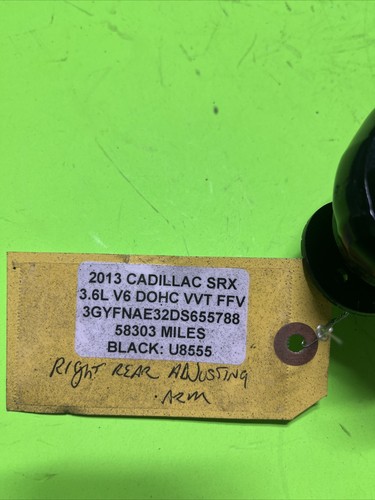 2013 CADILLAC SRX
3.6L V6 DOHC VVT FFV
3GYFNAE32DS655788
58303 MILES
BLACK: U8555
RIGHT REAR ADJUSTING
ARM